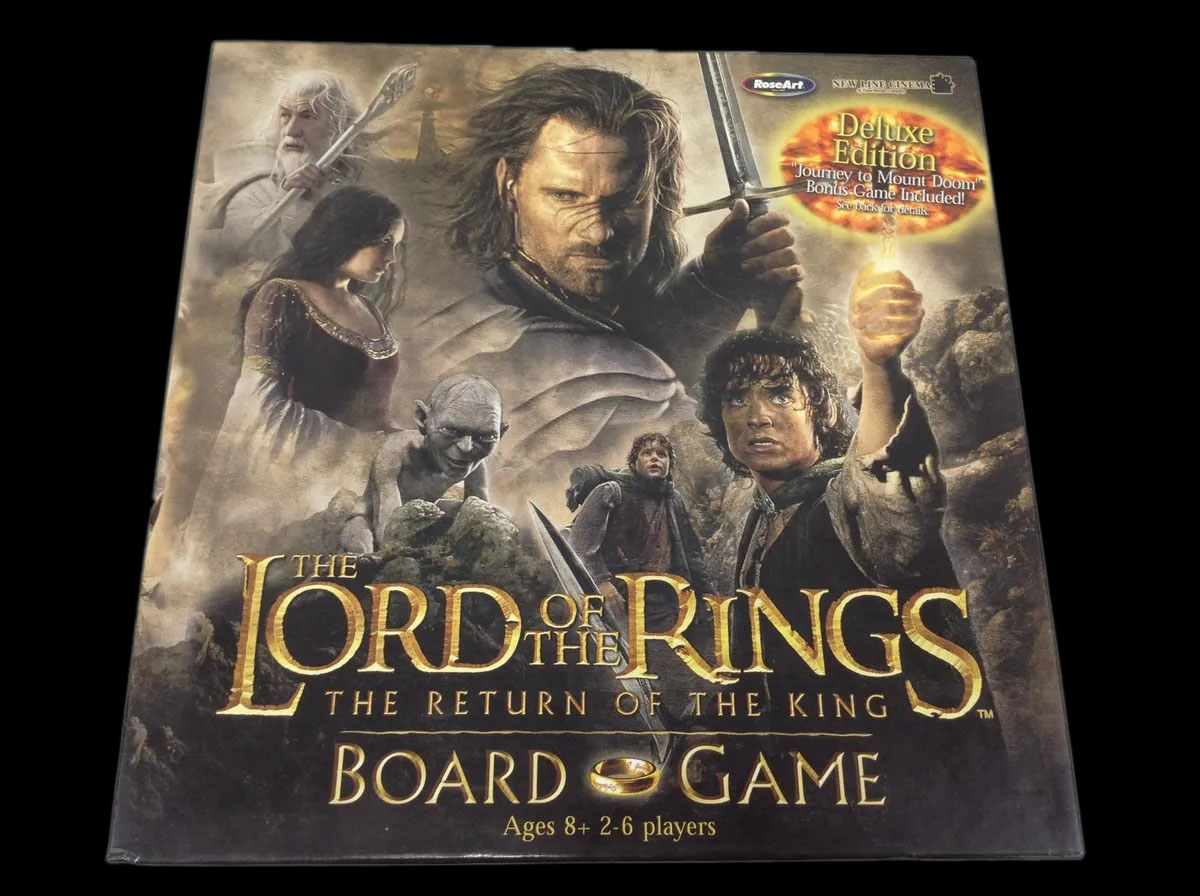 RoseArt
NEW LINE CINEMA
Deluxe
Edition
"Journey to Mount Doom"
Bonus Game Included!
See back for details.
THE
LORD OF THE RINGS
TM
THE RETURN OF THE KING
BOARD GAME
Ages 8+ 2-6 players